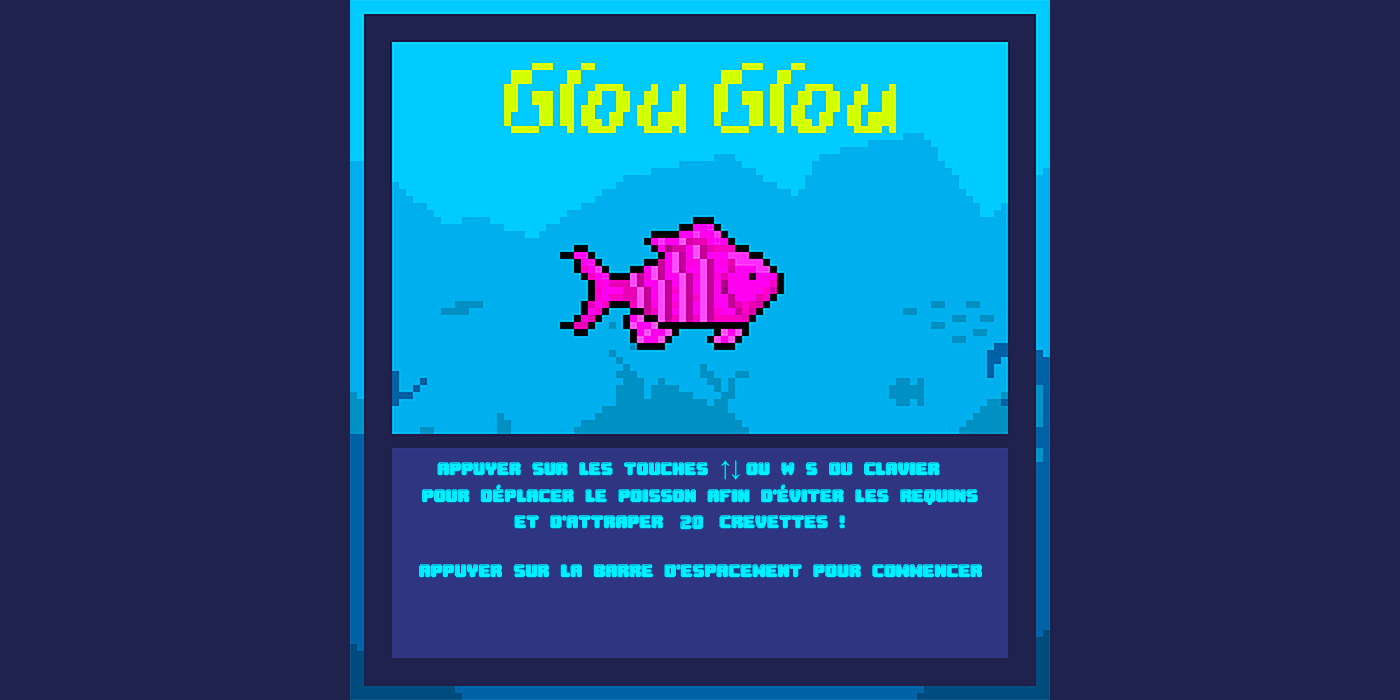 Glou Glou
APPUYER SUR LES TOUCHES ↑↓ OU W S DU CLAVIER
POUR DÉPLACER LE POISSON AFIN D'ÉVITER LES REQUINS
ET D'ATTRAPER 20 CREVETTES !
APPUYER SUR LA BARRE D'ESPACEMENT POUR COMMENCER